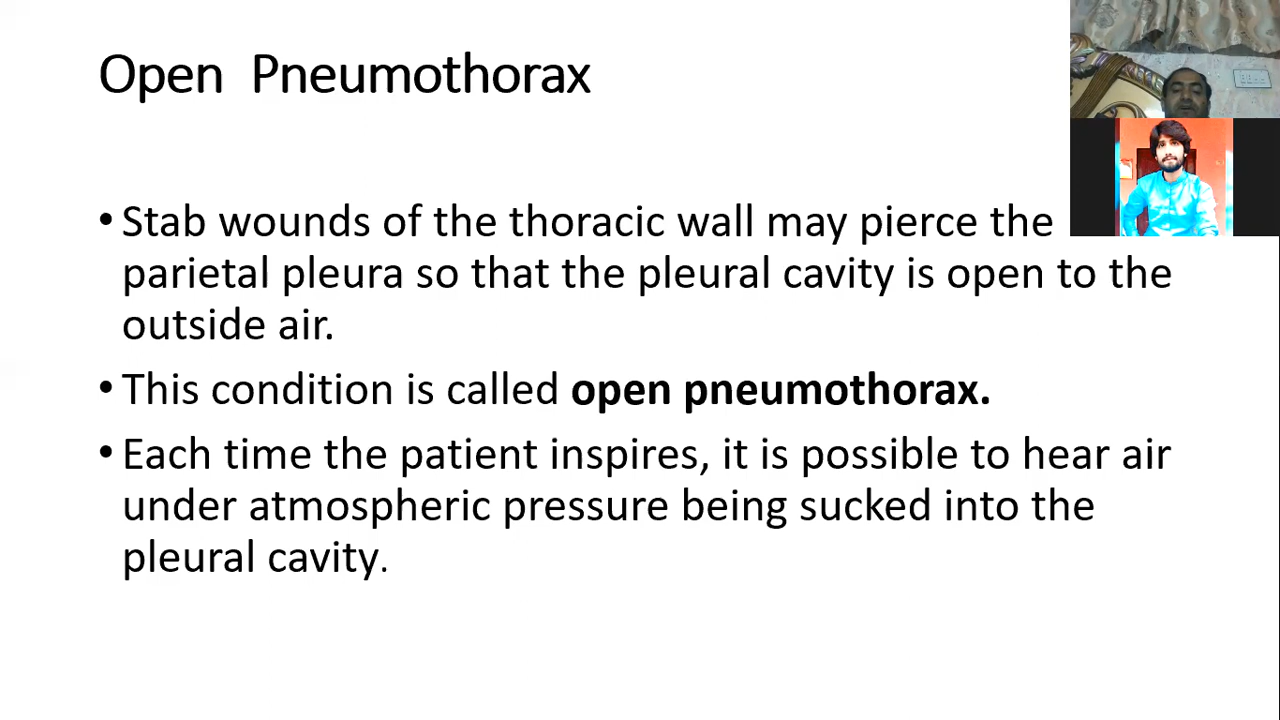 Open Pneumothorax
• Stab wounds of the thoracic wall may pierce the
parietal pleura so that the pleural cavity is open to the
outside air.
• This condition is called open pneumothorax.
• Each time the patient inspires, it is possible to hear air
under atmospheric pressure being sucked into the
pleural cavity.